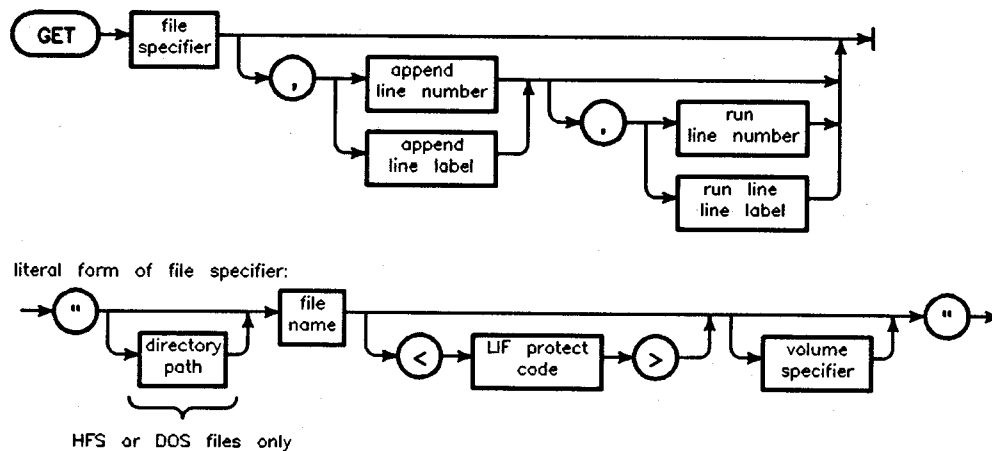 GET
file
specifier
,
append
line number
append
line label
,
run
line number
run line
line label
literal form of file specifier:
"
directory
path
file
name
<
LIF protect
code
>
volume
specifier
"
HFS or DOS files only